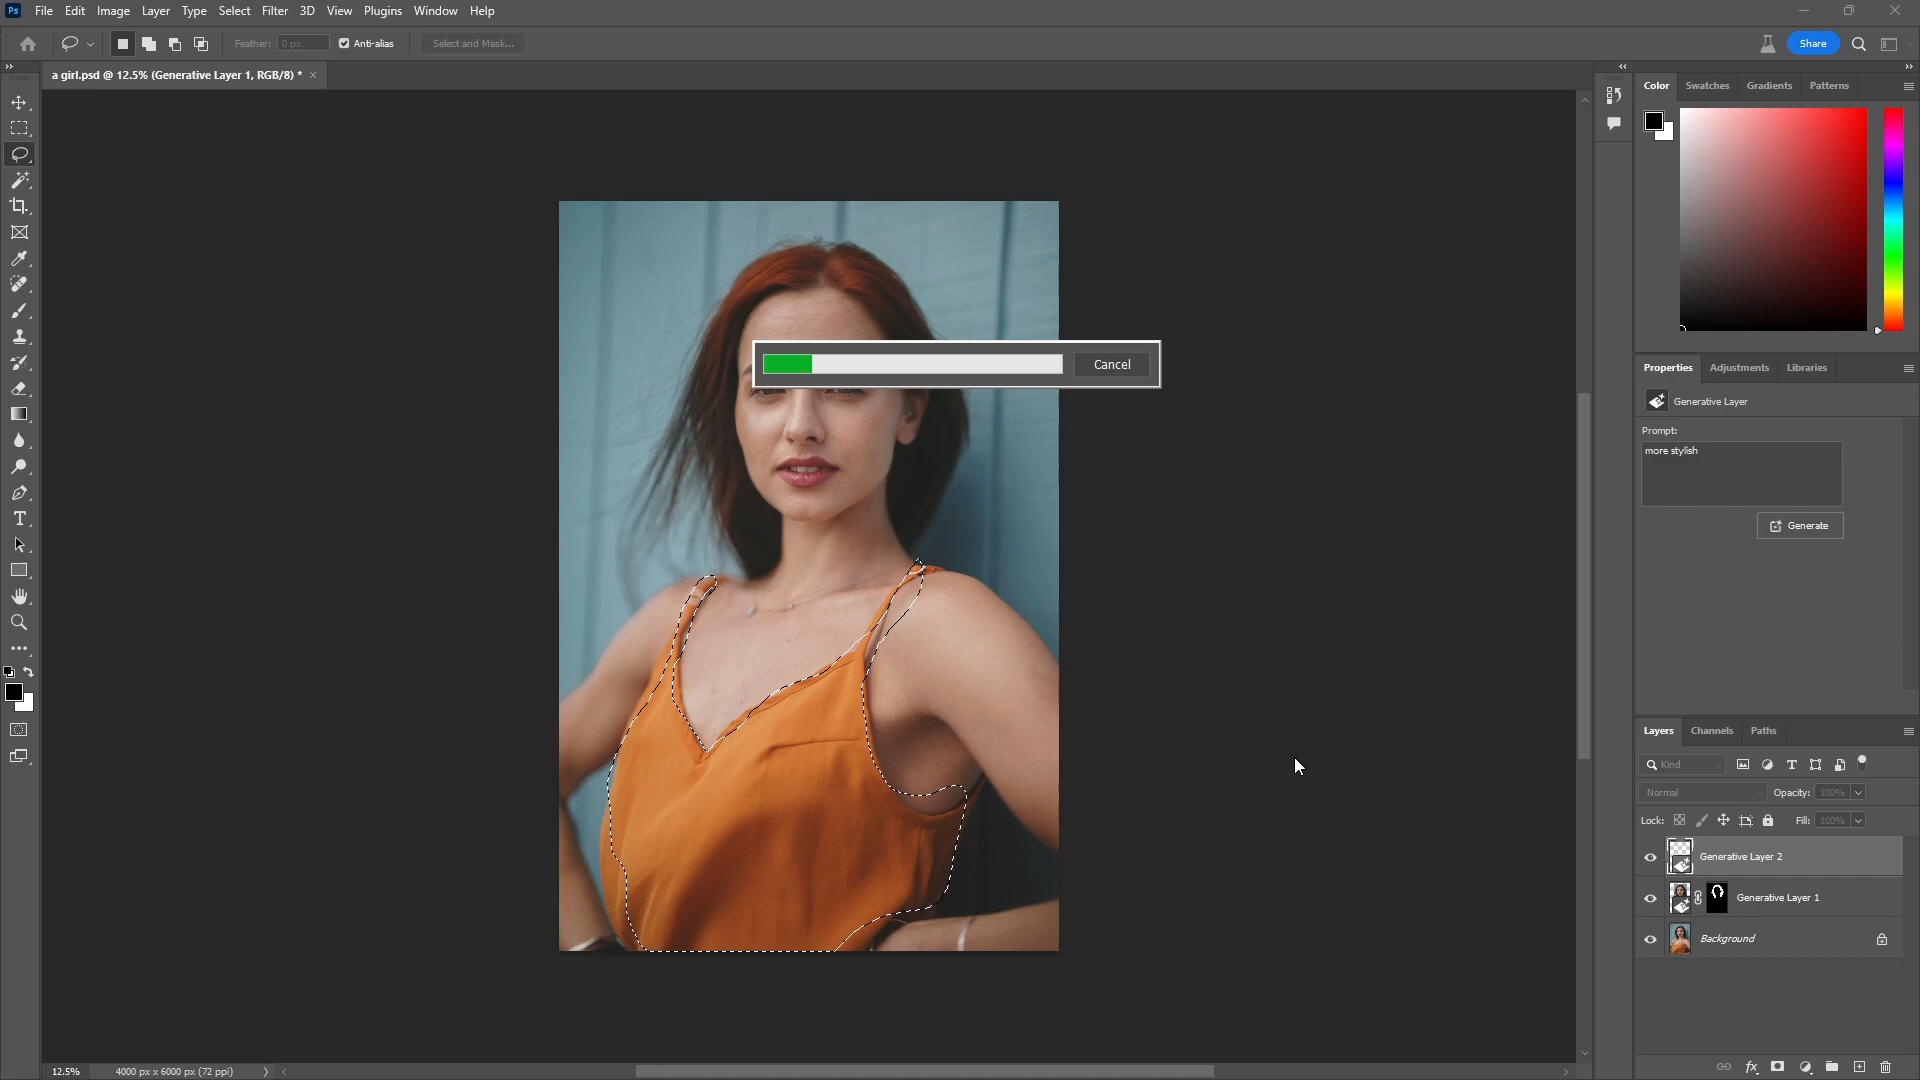 Ps File Edit Image Layer Type Select Filter 3D View Plugins Window Help
Feather: 0 px Anti-alias Select and Mask... Share
a girl.psd @ 12.5% (Generative Layer 1, RGB/8) *
Color Swatches Gradients Patterns
Cancel
Properties Adjustments Libraries
Generative Layer
Prompt:
more stylish
Generate
Layers Channels Paths
Kind
Normal Opacity: 100%
Lock: Fill: 100%
Generative Layer 2
Generative Layer 1
Background
12.5% 4000 px x 6000 px (72 ppi)